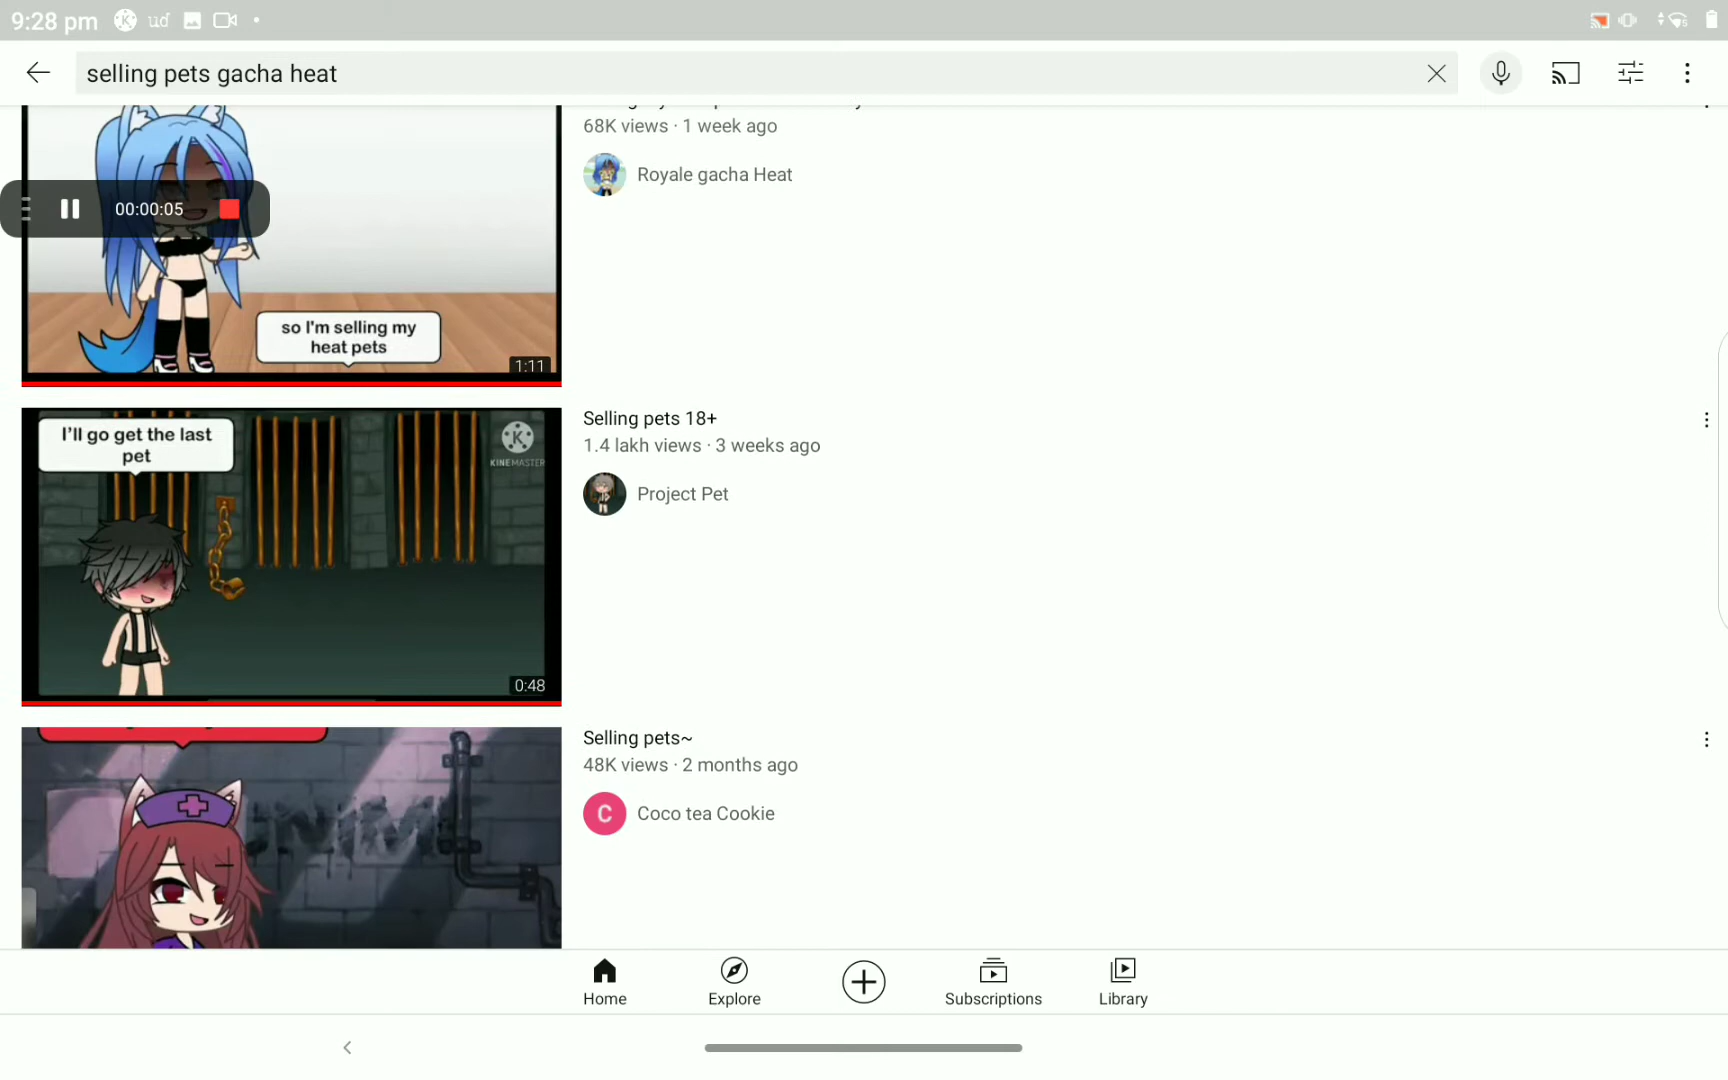 9:28 pm
selling pets gacha heat
68K views · 1 week ago
Royale gacha Heat
00:00:05
so I'm selling my
heat pets
1:11
I'll go get the last
pet
KINEMASTER
0:48
Selling pets 18+
1.4 lakh views · 3 weeks ago
Project Pet
Selling pets~
48K views · 2 months ago
C
Coco tea Cookie
Home
Explore
Subscriptions
Library